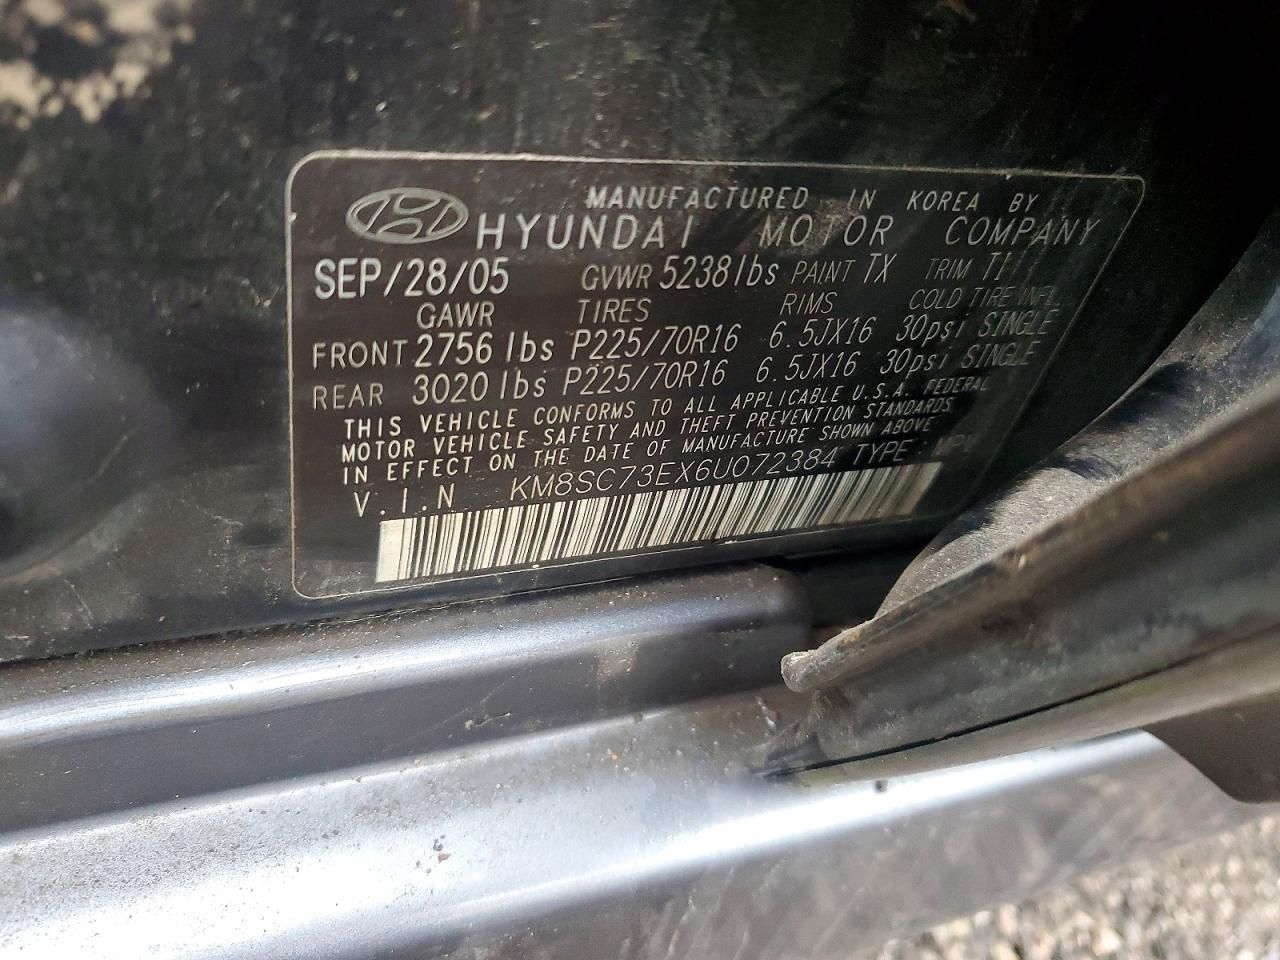 MANUFACTURED IN KOREA BY
HYUNDAI MOTOR COMPANY
SEP/28/05 GVWR 5238lbs PAINT TX TRIM
GAWR TIRES RIMS COLD TIRE INFL.
FRONT 2756 lbs P225/70R16 6.5JX16 30psi SINGLE
REAR 3020 lbs P225/70R16 6.5JX16 30psi SINGLE
THIS VEHICLE CONFORMS TO ALL APPLICABLE U.S.A. FEDERAL
MOTOR VEHICLE SAFETY AND THEFT PREVENTION STANDARDS
IN EFFECT ON THE DATE OF MANUFACTURE SHOWN ABOVE
V.I.N KM8SC73EX6U072384 TYPE : MPV